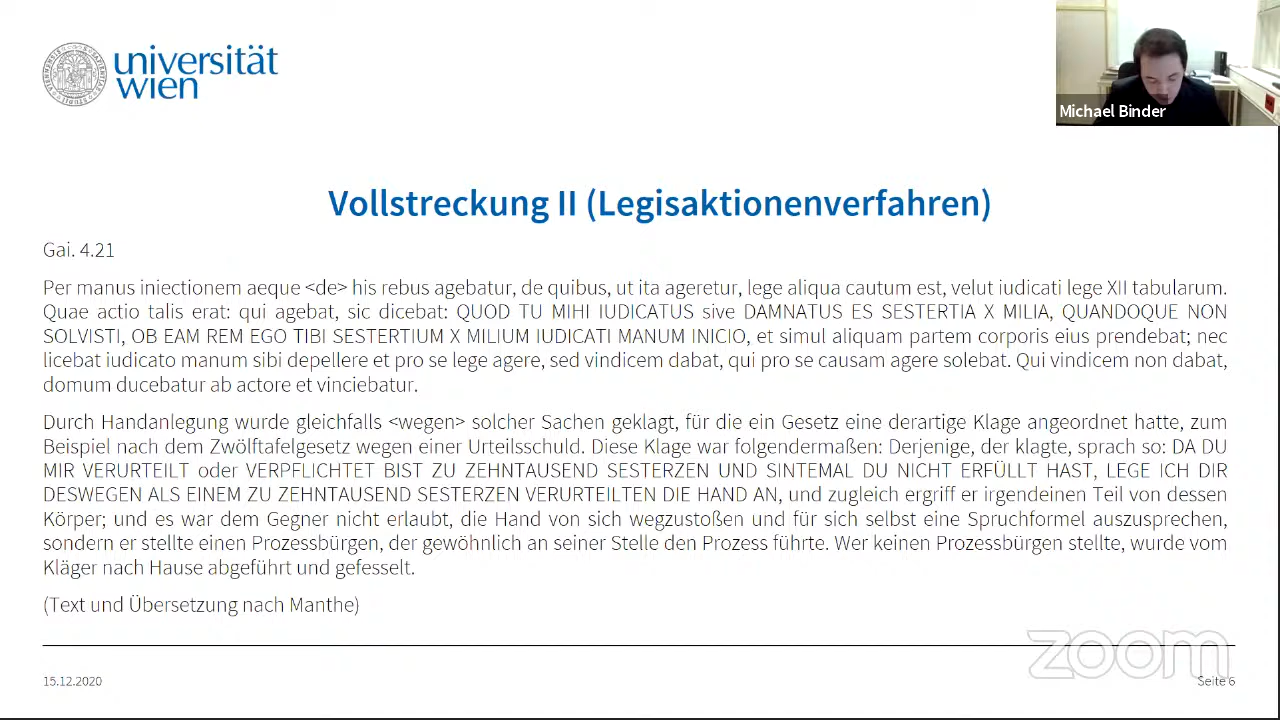 universität
wien
Michael Binder
Vollstreckung II (Legisaktionenverfahren)
Gai. 4.21
Per manus iniectionem aeque <de> his rebus agebatur, de quibus, ut ita ageretur, lege aliqua cautum est, velut iudicati lege XII tabularum.
Quae actio talis erat: qui agebat, sic dicebat: QUOD TU MIHI IUDICATUS sive DAMNATUS ES SESTERTIA X MILIA, QUANDOQUE NON
SOLVISTI, OB EAM REM EGO TIBI SESTERTIUM X MILIUM IUDICATI MANUM INICIO, et simul aliquam partem corporis eius prendebat; nec
licebat iudicato manum sibi depellere et pro se lege agere, sed vindicem dabat, qui pro se causam agere solebat. Qui vindicem non dabat,
domum ducebatur ab actore et vinciebatur.
Durch Handanlegung wurde gleichfalls <wegen> solcher Sachen geklagt, für die ein Gesetz eine derartige Klage angeordnet hatte, zum
Beispiel nach dem Zwölftafelgesetz wegen einer Urteilsschuld. Diese Klage war folgendermaßen: Derjenige, der klagte, sprach so: DA DU
MIR VERURTEILT oder VERPFLICHTET BIST ZU ZEHNTAUSEND SESTERZEN UND SINTEMAL DU NICHT ERFÜLLT HAST, LEGE ICH DIR
DESWEGEN ALS EINEM ZU ZEHNTAUSEND SESTERZEN VERURTEILTEN DIE HAND AN, und zugleich ergriff er irgendeinen Teil von dessen
Körper; und es war dem Gegner nicht erlaubt, die Hand von sich wegzustoßen und für sich selbst eine Spruchformel auszusprechen,
sondern er stellte einen Prozessbürgen, der gewöhnlich an seiner Stelle den Prozess führte. Wer keinen Prozessbürgen stellte, wurde vom
Kläger nach Hause abgeführt und gefesselt.
(Text und Übersetzung nach Manthe)
zoom
15.12.2020
Seite 6